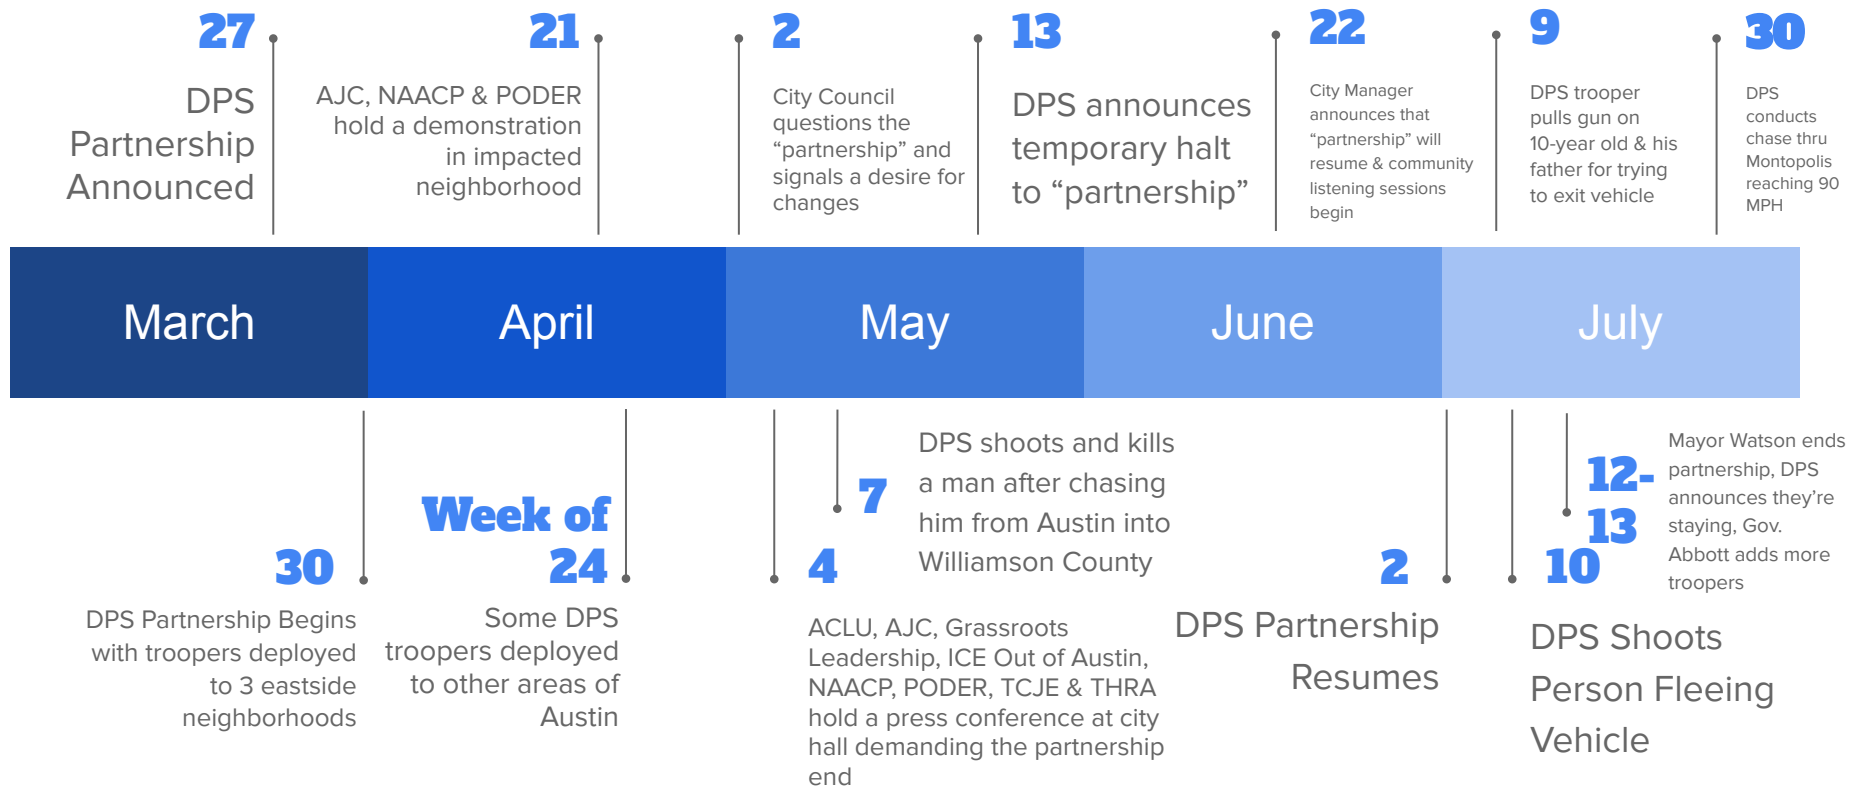 27
DPS
Partnership
Announced
21
AJC, NAACP & PODER
hold a demonstration
in impacted
neighborhood
2
City Council
questions the
“partnership” and
signals a desire for
changes
13
DPS announces
temporary halt
to “partnership”
22
City Manager
announces that
“partnership” will
resume & community
listening sessions
begin
9
DPS trooper
pulls gun on
10-year old & his
father for trying
to exit vehicle
30
DPS
conducts
chase thru
Montopolis
reaching 90
MPH
March
April
May
June
July
30
DPS Partnership Begins
with troopers deployed
to 3 eastside
neighborhoods
Week of
24
Some DPS
troopers deployed
to other areas of
Austin
4
ACLU, AJC, Grassroots
Leadership, ICE Out of Austin,
NAACP, PODER, TCJE & THRA
hold a press conference at city
hall demanding the partnership
end
7
DPS shoots and kills
a man after chasing
him from Austin into
Williamson County
2
DPS Partnership
Resumes
10
DPS Shoots
Person Fleeing
Vehicle
12-
13
Mayor Watson ends
partnership, DPS
announces they’re
staying, Gov.
Abbott adds more
troopers